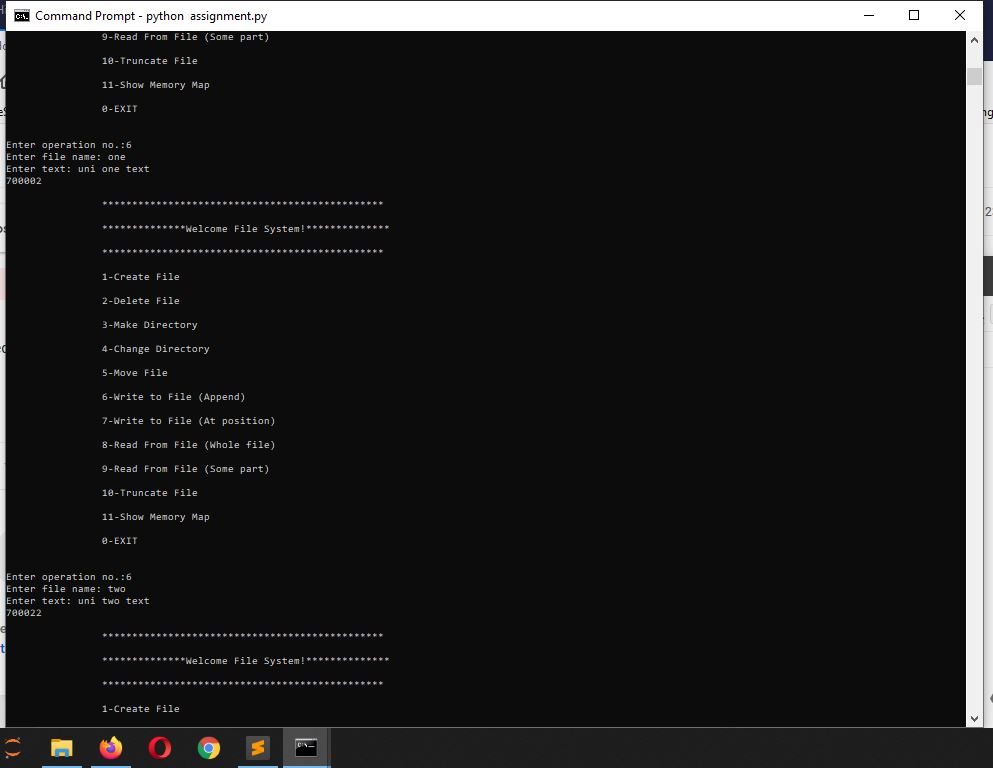 Command Prompt - python  assignment.py
9-Read From File (Some part)
10-Truncate File
11-Show Memory Map
0-EXIT
Enter operation no.:6
Enter file name: one
Enter text: uni one text
700002
***********************************************
**************Welcome File System!**************
***********************************************
1-Create File
2-Delete File
3-Make Directory
4-Change Directory
5-Move File
6-Write to File (Append)
7-Write to File (At position)
8-Read From File (Whole file)
9-Read From File (Some part)
10-Truncate File
11-Show Memory Map
0-EXIT
Enter operation no.:6
Enter file name: two
Enter text: uni two text
700022
***********************************************
**************Welcome File System!**************
***********************************************
1-Create File